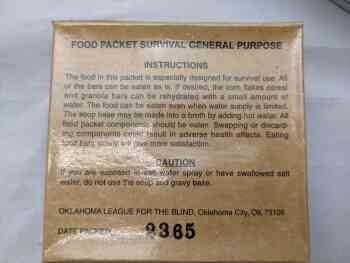 FOOD PACKET SURVIVAL GENERAL PURPOSE
INSTRUCTIONS
The food in this packet is especially designed for survival use. All
of the bars can be eaten as is. If desired, the corn flakes cereal
and granola bars can be rehydrated with a small amount of
water. The food can be eaten even when water supply is limited.
The soup base may be made into a broth by adding hot water. All
food packet components should be eaten. Swapping or discard-
ing components could result in adverse health effects. Eating
food bars slowly will give more satisfaction.
CAUTION
If you are exposed to salt water spray or have swallowed salt
water, do not use the soup and gravy base.
OKLAHOMA LEAGUE FOR THE BLIND, Oklahoma City, OK, 73106
DATE PACKED 9365